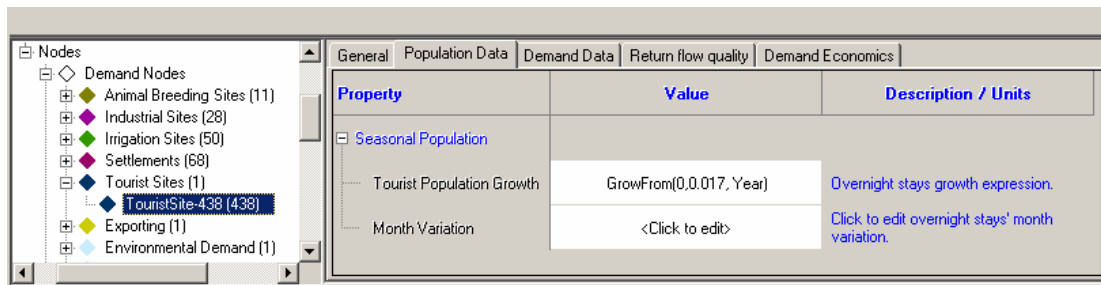 Nodes
Demand Nodes
Animal Breeding Sites (11)
Industrial Sites (28)
Irrigation Sites (50)
Settlements (68)
Tourist Sites (1)
TouristSite-438 (438)
Exporting (1)
Environmental Demand (1)
General Population Data Demand Data Return flow quality Demand Economics
Property Value Description / Units
Seasonal Population
Tourist Population Growth GrowFrom(0,0.017, Year) Overnight stays growth expression.
Month Variation <Click to edit> Click to edit overnight stays' month
variation.